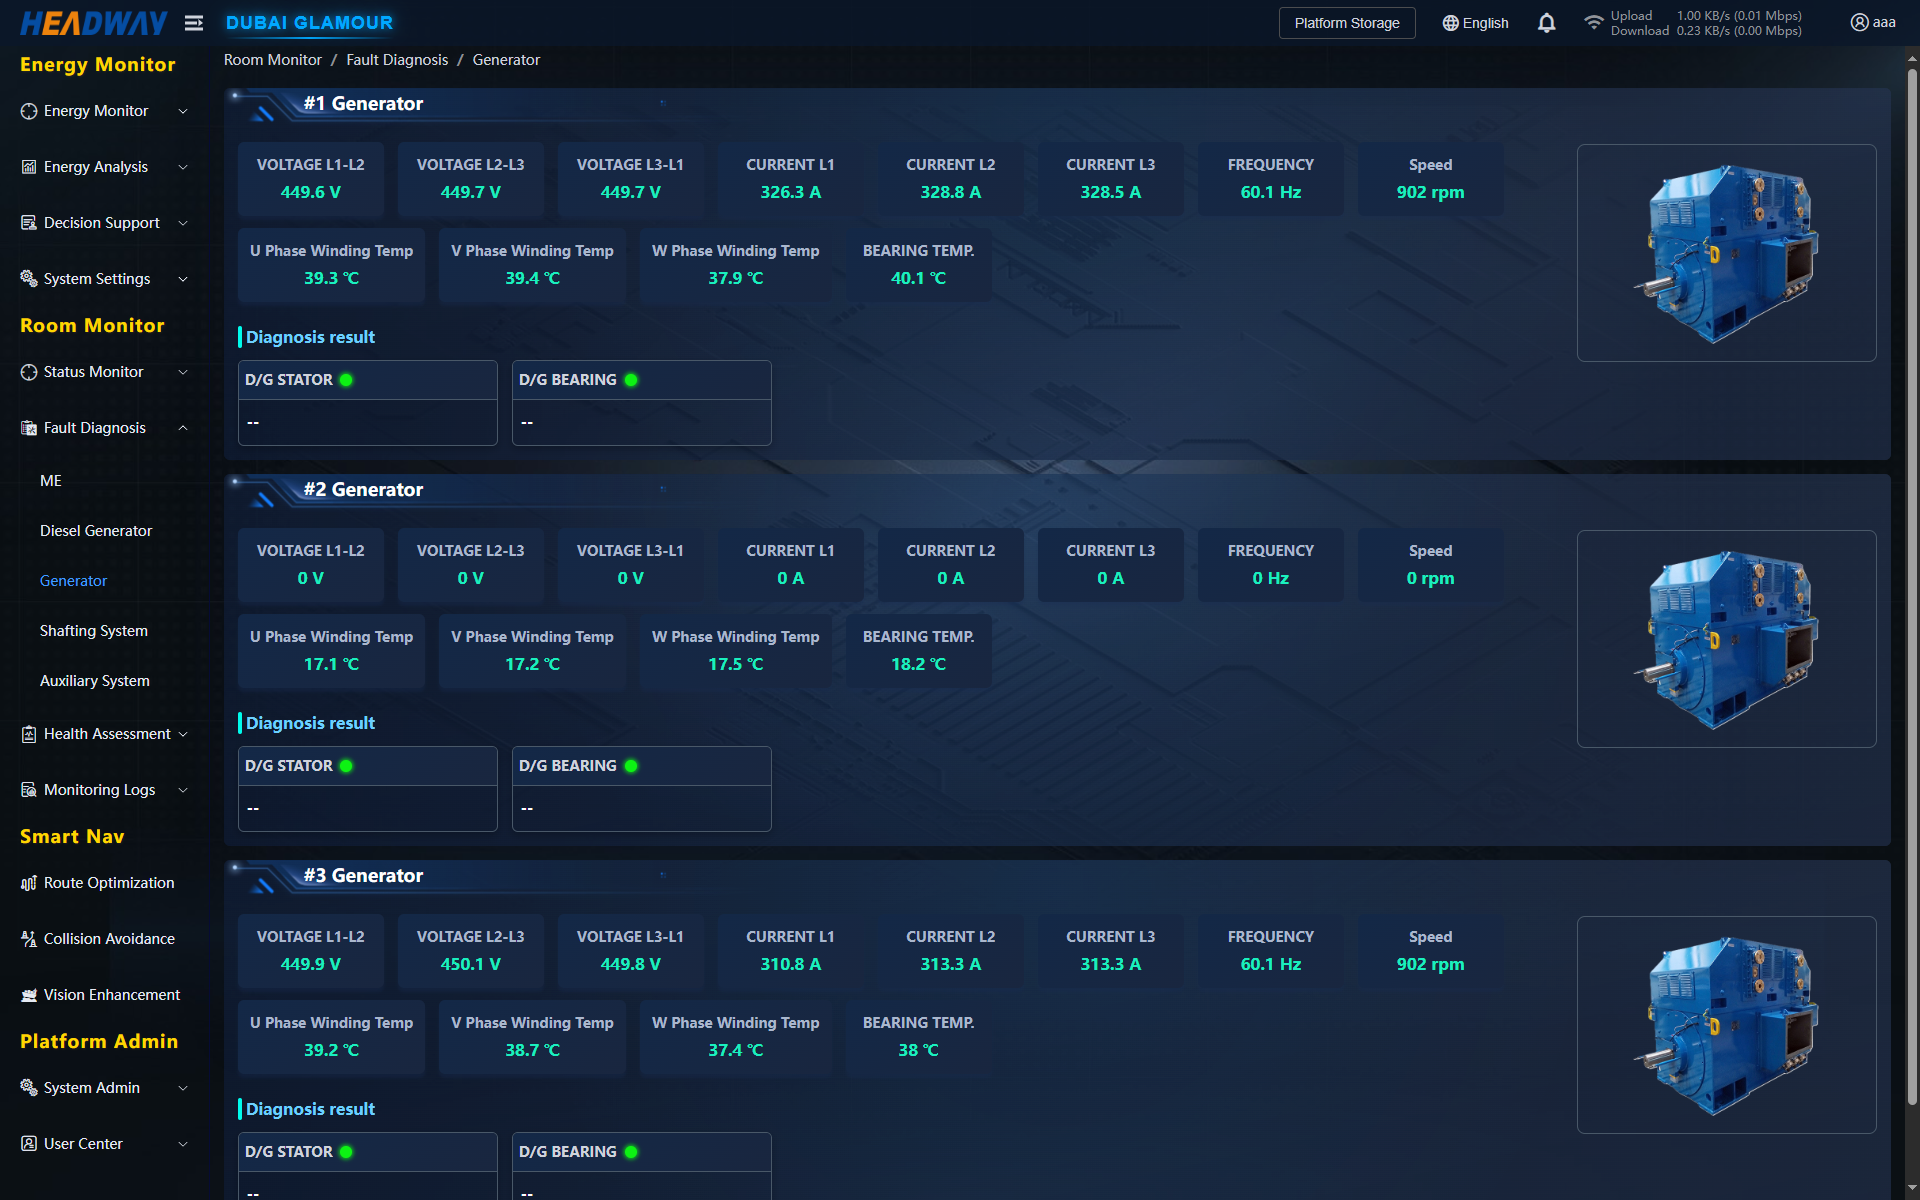 HEADWAY
DUBAI GLAMOUR
Platform Storage
English
Upload 1.00 KB/s (0.01 Mbps)
Download 0.23 KB/s (0.00 Mbps)
aaa
Energy Monitor
Energy Monitor
Energy Analysis
Decision Support
System Settings
Room Monitor
Status Monitor
Fault Diagnosis
ME
Diesel Generator
Generator
Shafting System
Auxiliary System
Health Assessment
Monitoring Logs
Smart Nav
Route Optimization
Collision Avoidance
Vision Enhancement
Platform Admin
System Admin
User Center
Room Monitor / Fault Diagnosis / Generator
#1 Generator
VOLTAGE L1-L2 VOLTAGE L2-L3 VOLTAGE L3-L1 CURRENT L1 CURRENT L2 CURRENT L3 FREQUENCY Speed
449.6 V 449.7 V 449.7 V 326.3 A 328.8 A 328.5 A 60.1 Hz 902 rpm
U Phase Winding Temp V Phase Winding Temp W Phase Winding Temp BEARING TEMP.
39.3 ℃ 39.4 ℃ 37.9 ℃ 40.1 ℃
Diagnosis result
D/G STATOR D/G BEARING
-- --
#2 Generator
VOLTAGE L1-L2 VOLTAGE L2-L3 VOLTAGE L3-L1 CURRENT L1 CURRENT L2 CURRENT L3 FREQUENCY Speed
0 V 0 V 0 V 0 A 0 A 0 A 0 Hz 0 rpm
U Phase Winding Temp V Phase Winding Temp W Phase Winding Temp BEARING TEMP.
17.1 ℃ 17.2 ℃ 17.5 ℃ 18.2 ℃
Diagnosis result
D/G STATOR D/G BEARING
-- --
#3 Generator
VOLTAGE L1-L2 VOLTAGE L2-L3 VOLTAGE L3-L1 CURRENT L1 CURRENT L2 CURRENT L3 FREQUENCY Speed
449.9 V 450.1 V 449.8 V 310.8 A 313.3 A 313.3 A 60.1 Hz 902 rpm
U Phase Winding Temp V Phase Winding Temp W Phase Winding Temp BEARING TEMP.
39.2 ℃ 38.7 ℃ 37.4 ℃ 38 ℃
Diagnosis result
D/G STATOR D/G BEARING
-- --